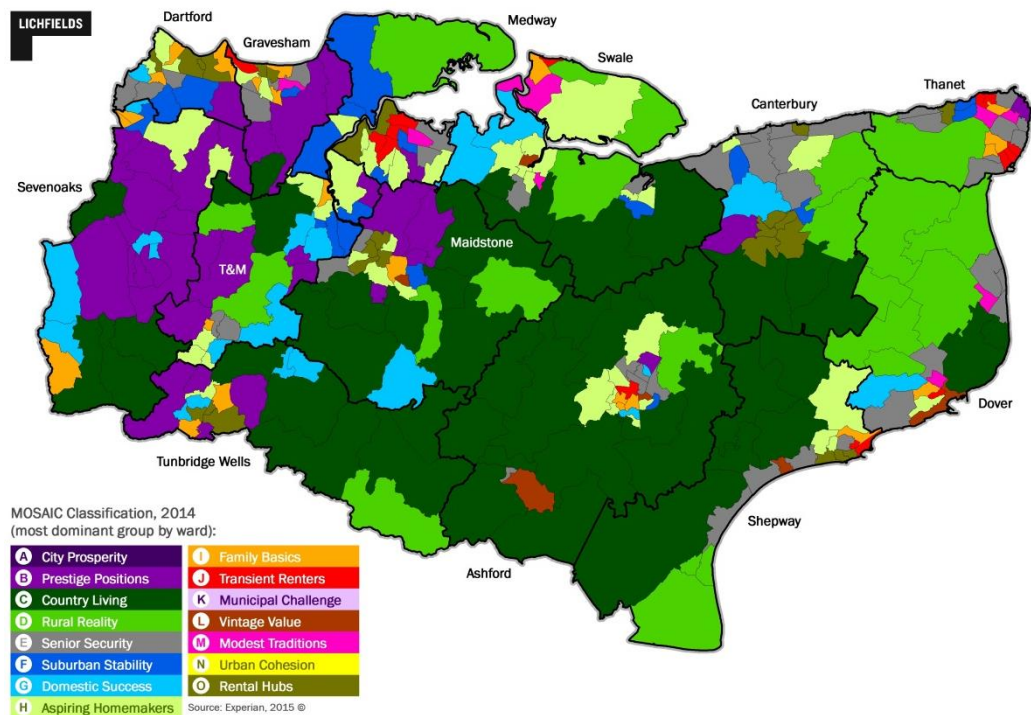 LICHFIELDS
Dartford
Gravesham
Medway
Swale
Thanet
Canterbury
Sevenoaks
T&M
Maidstone
Dover
Tunbridge Wells
Shepway
Ashford
MOSAIC Classification, 2014
(most dominant group by ward):
A City Prosperity
B Prestige Positions
C Country Living
D Rural Reality
E Senior Security
F Suburban Stability
G Domestic Success
H Aspiring Homemakers
I Family Basics
J Transient Renters
K Municipal Challenge
L Vintage Value
M Modest Traditions
N Urban Cohesion
O Rental Hubs
Source: Experian, 2015 ©